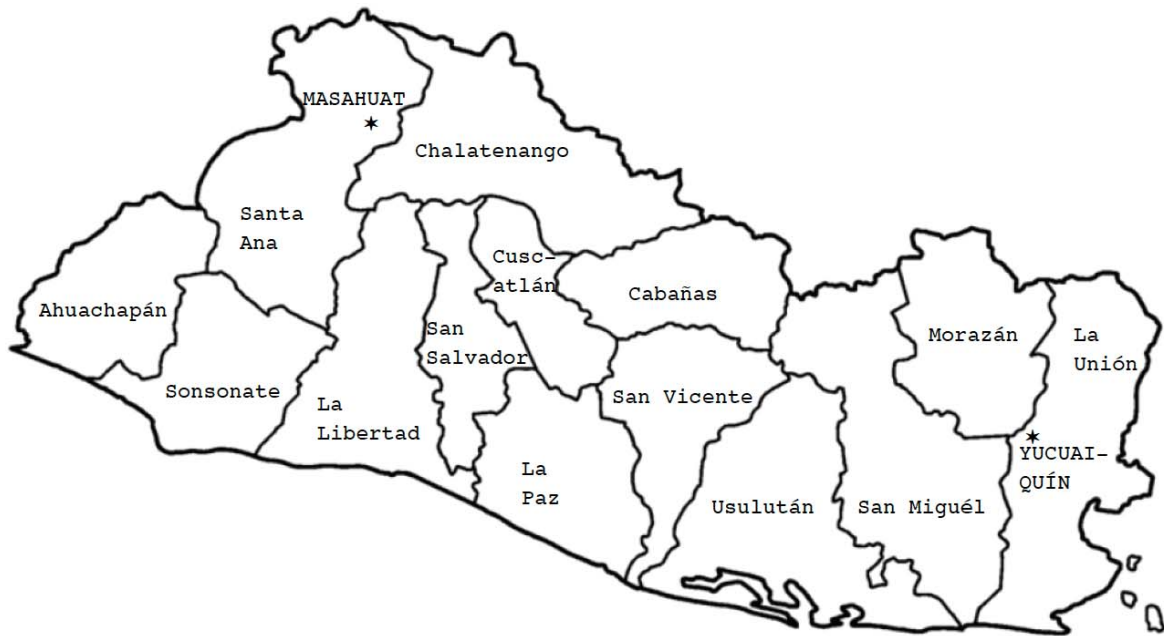 MASAHUAT
Chalatenango
Santa
Ana
Cusc-
atlán
Cabañas
Ahuachapán
San
Salvador
Morazán
La
Unión
Sonsonate
La
Libertad
San Vicente
La
Paz
Usulután
San Miguél
YUCUAI-
QUÍN